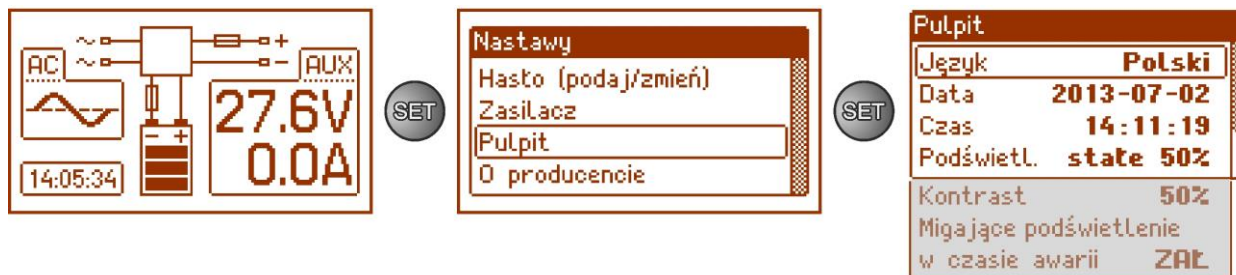 AC
AUX
27.6V
0.0A
14:05:34
SET
Nastawy
Hasło (podaj/zmień)
Zasilacz
Pulpit
O producencie
SET
Pulpit
Język Polski
Data 2013-07-02
Czas 14:11:19
Podświetl. stałe 50%
Kontrast 50%
Migające podświetlenie
w czasie awarii ZAŁ